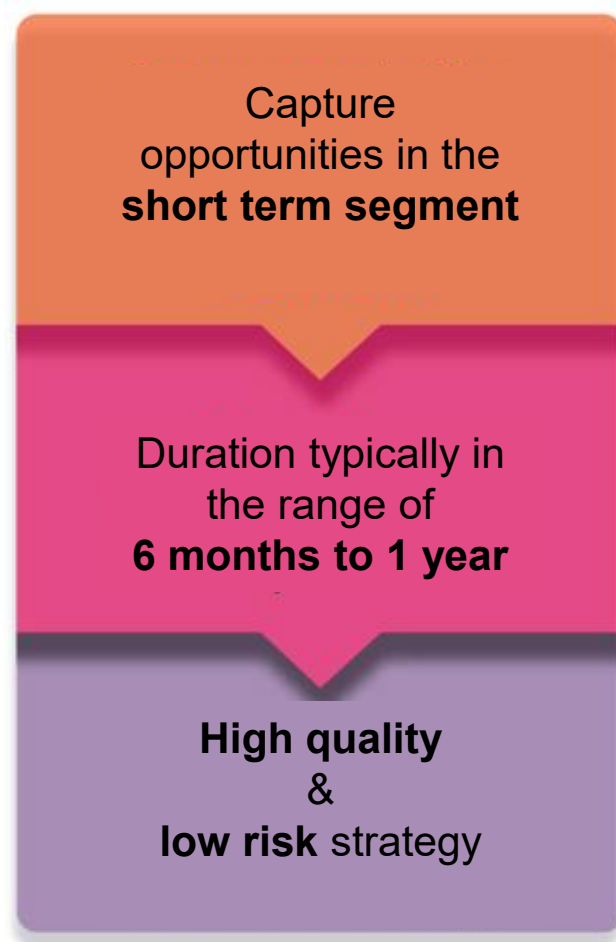 Capture
opportunities in the
short term segment
Duration typically in
the range of
6 months to 1 year
High quality
&
low risk strategy